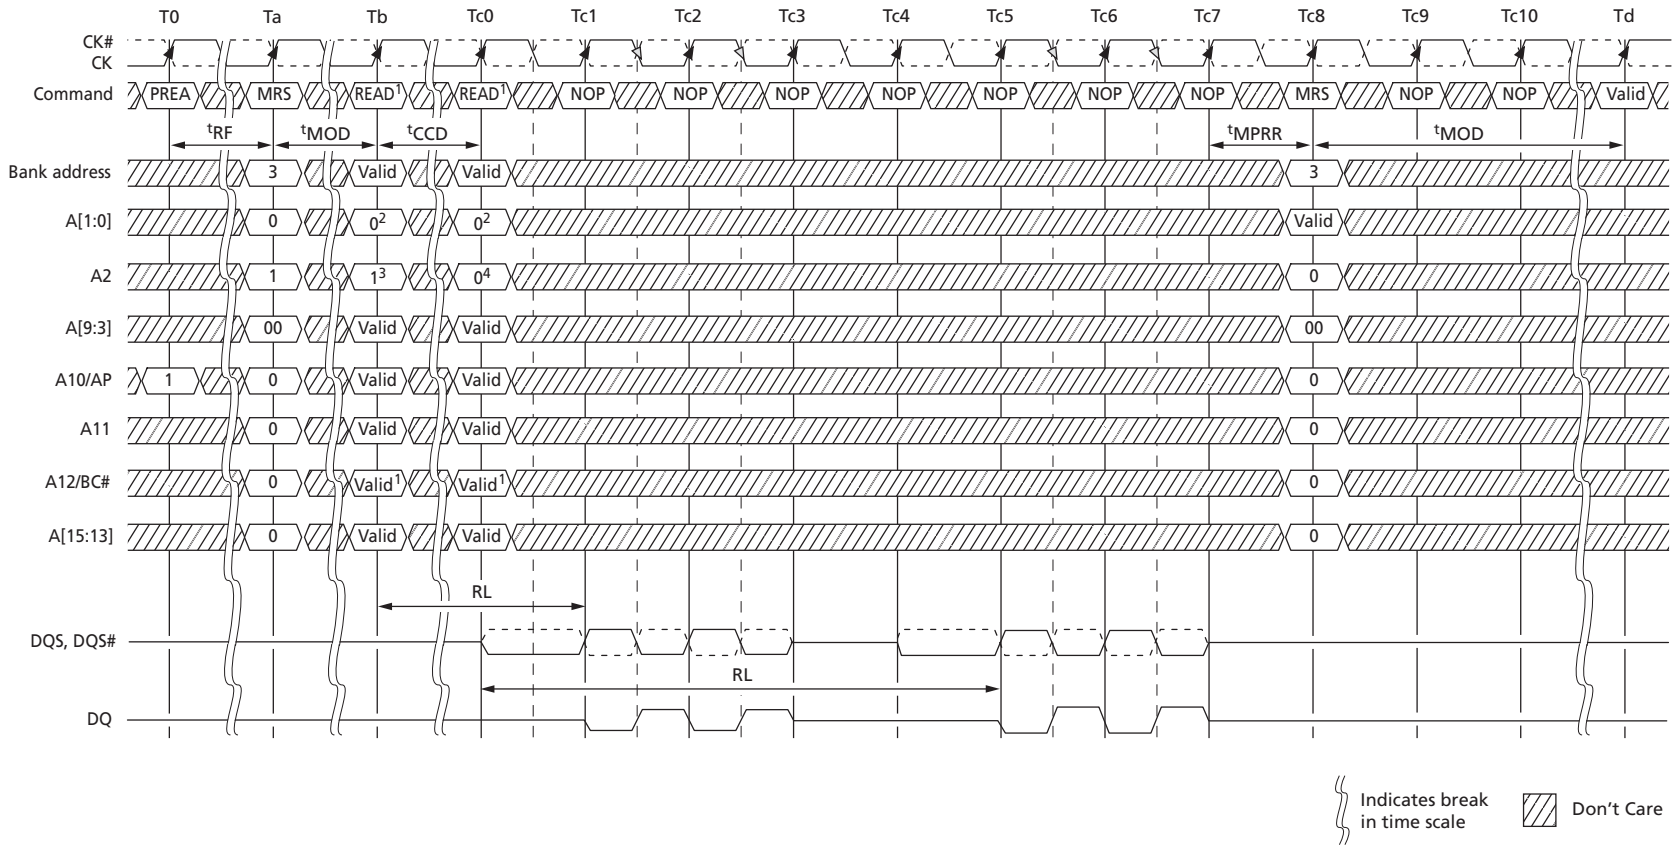 T0 Ta Tb Tc0 Tc1 Tc2 Tc3 Tc4 Tc5 Tc6 Tc7 Tc8 Tc9 Tc10 Td
CK#
CK
Command PREA MRS READ¹ READ¹ NOP NOP NOP NOP NOP NOP NOP MRS NOP NOP Valid
tRF tMOD tCCD tMPRR tMOD
Bank address 3 Valid Valid 3
A[1:0] 0 0² 0² Valid
A2 1 1³ 0⁴ 0
A[9:3] 00 Valid Valid 00
A10/AP 1 0 Valid Valid 0
A11 0 Valid Valid 0
A12/BC# 0 Valid¹ Valid¹ 0
A[15:13] 0 Valid Valid 0
RL
DQS, DQS#
RL
DQ
Indicates break
in time scale
Don't Care